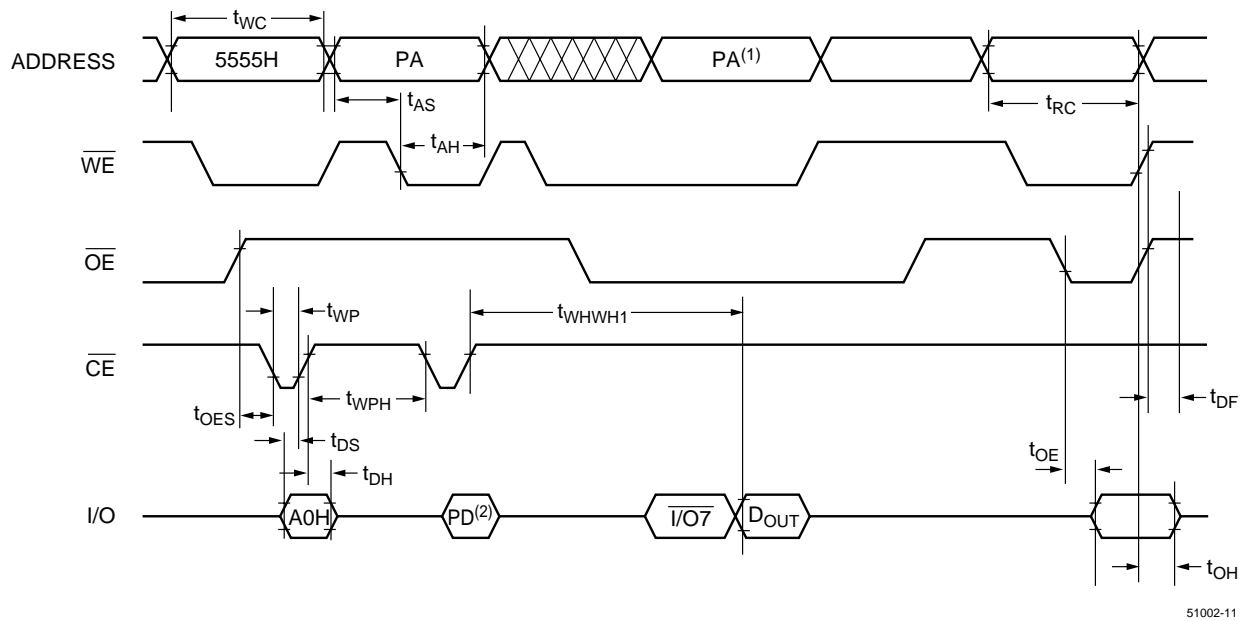 tWC
ADDRESS 5555H PA PA(1)
tAS tRC
tAH
WE
OE
tWP tWHWH1
CE
tWPH tDF
tOES
tDS tOE
tDH
I/O A0H PD(2) I/O7 DOUT
tOH
51002-11